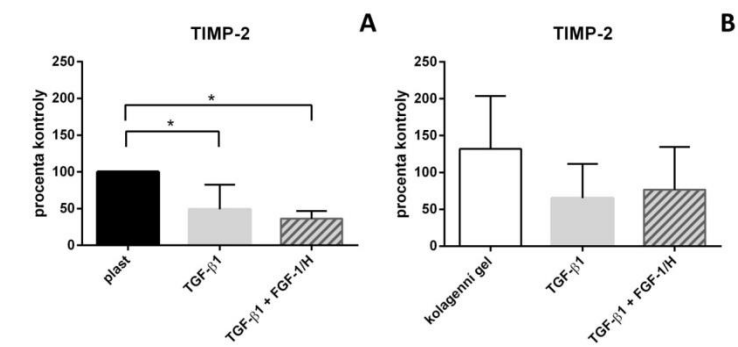 TIMP-2
A
procenta kontroly
250
200
150
100
50
0
*
*
plast
TGF-β1
TGF-β1 + FGF-1/H
TIMP-2
B
procenta kontroly
250
200
150
100
50
0
kolagenní gel
TGF-β1
TGF-β1 + FGF-1/H